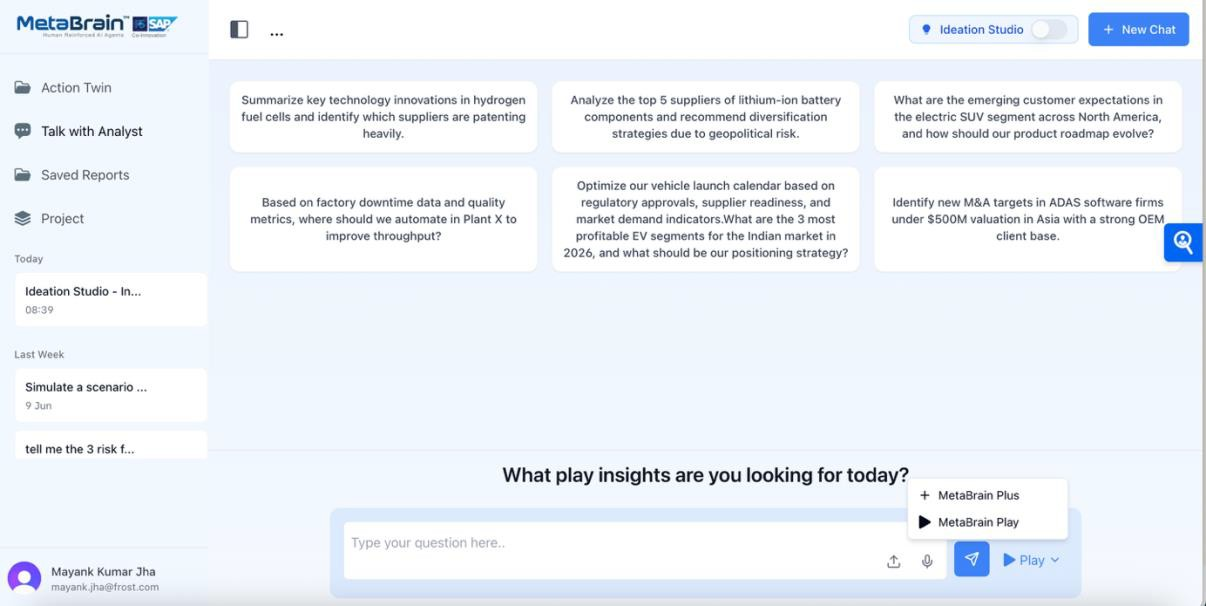 MetaBrain™ SAP
Human Reinforced AI Agents Co-Innovation
...
Ideation Studio
+ New Chat
Action Twin
Talk with Analyst
Saved Reports
Project
Today
Ideation Studio - In...
08:39
Last Week
Simulate a scenario ...
9 Jun
tell me the 3 risk f...
Mayank Kumar Jha
mayank.jha@frost.com
Summarize key technology innovations in hydrogen
fuel cells and identify which suppliers are patenting
heavily.
Analyze the top 5 suppliers of lithium-ion battery
components and recommend diversification
strategies due to geopolitical risk.
What are the emerging customer expectations in
the electric SUV segment across North America,
and how should our product roadmap evolve?
Based on factory downtime data and quality
metrics, where should we automate in Plant X to
improve throughput?
Optimize our vehicle launch calendar based on
regulatory approvals, supplier readiness, and
market demand indicators.What are the 3 most
profitable EV segments for the Indian market in
2026, and what should be our positioning strategy?
Identify new M&A targets in ADAS software firms
under $500M valuation in Asia with a strong OEM
client base.
What play insights are you looking for today?
+ MetaBrain Plus
MetaBrain Play
Type your question here..
Play